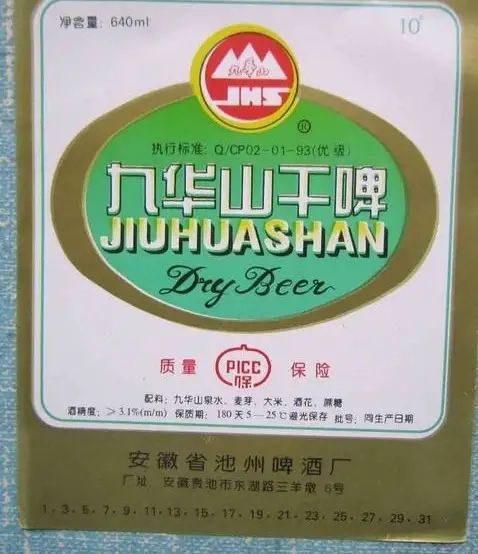 净含量: 640ml
10°
九华山
JHS
®
执行标准: Q/CP02-01-93(优级)
九华山干啤
JIUHUASHAN
Dry Beer
质量 PICC 保 保险
配料: 九华山泉水、麦芽、大米、酒花、蔗糖
酒精度: ≥3.1%(m/m) 保质期: 180天 5-25℃避光保存 批号: 同生产日期
安徽省池州啤酒厂
厂址 安徽贵池市东湖路三羊墩 6号
1, 3, 5, 7, 9, 11, 13, 15, 17, 19, 21, 23, 25, 27, 29, 31